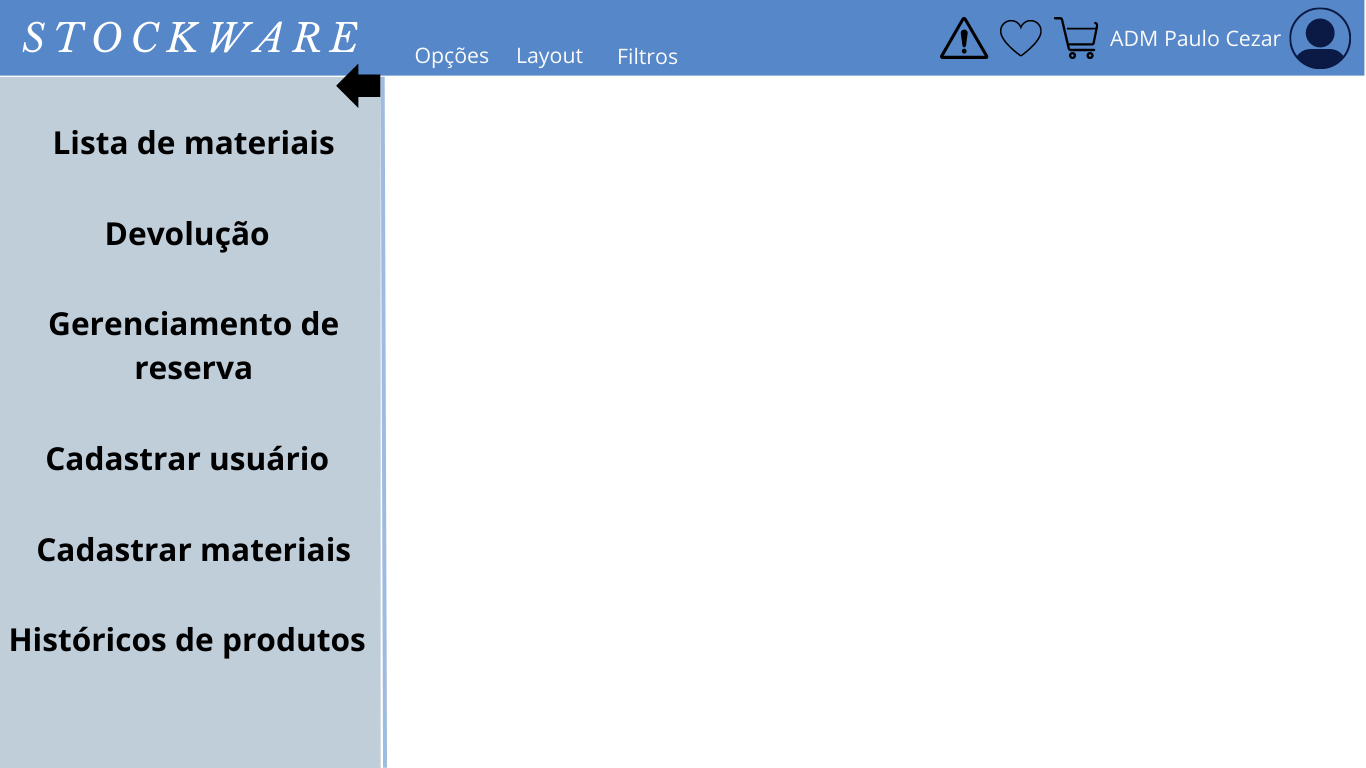 STOCKWARE
Opções Layout Filtros
ADM Paulo Cezar
Lista de materiais
Devolução
Gerenciamento de
reserva
Cadastrar usuário
Cadastrar materiais
Históricos de produtos